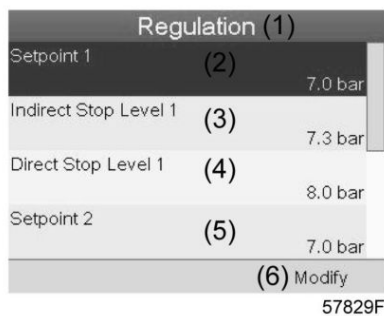 Regulation (1)
Setpoint 1
(2)
7.0 bar
Indirect Stop Level 1
(3)
7.3 bar
Direct Stop Level 1
(4)
8.0 bar
Setpoint 2
(5)
7.0 bar
(6) Modify
57829F